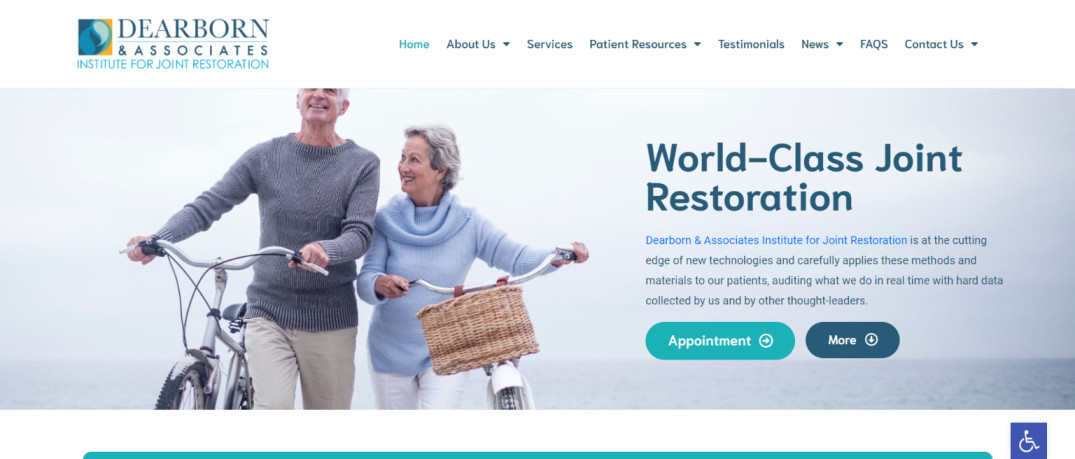 DEARBORN
& ASSOCIATES
INSTITUTE FOR JOINT RESTORATION
Home About Us Services Patient Resources Testimonials News FAQS Contact Us
World-Class Joint
Restoration
Dearborn & Associates Institute for Joint Restoration is at the cutting
edge of new technologies and carefully applies these methods and
materials to our patients, auditing what we do in real time with hard data
collected by us and by other thought-leaders.
Appointment More